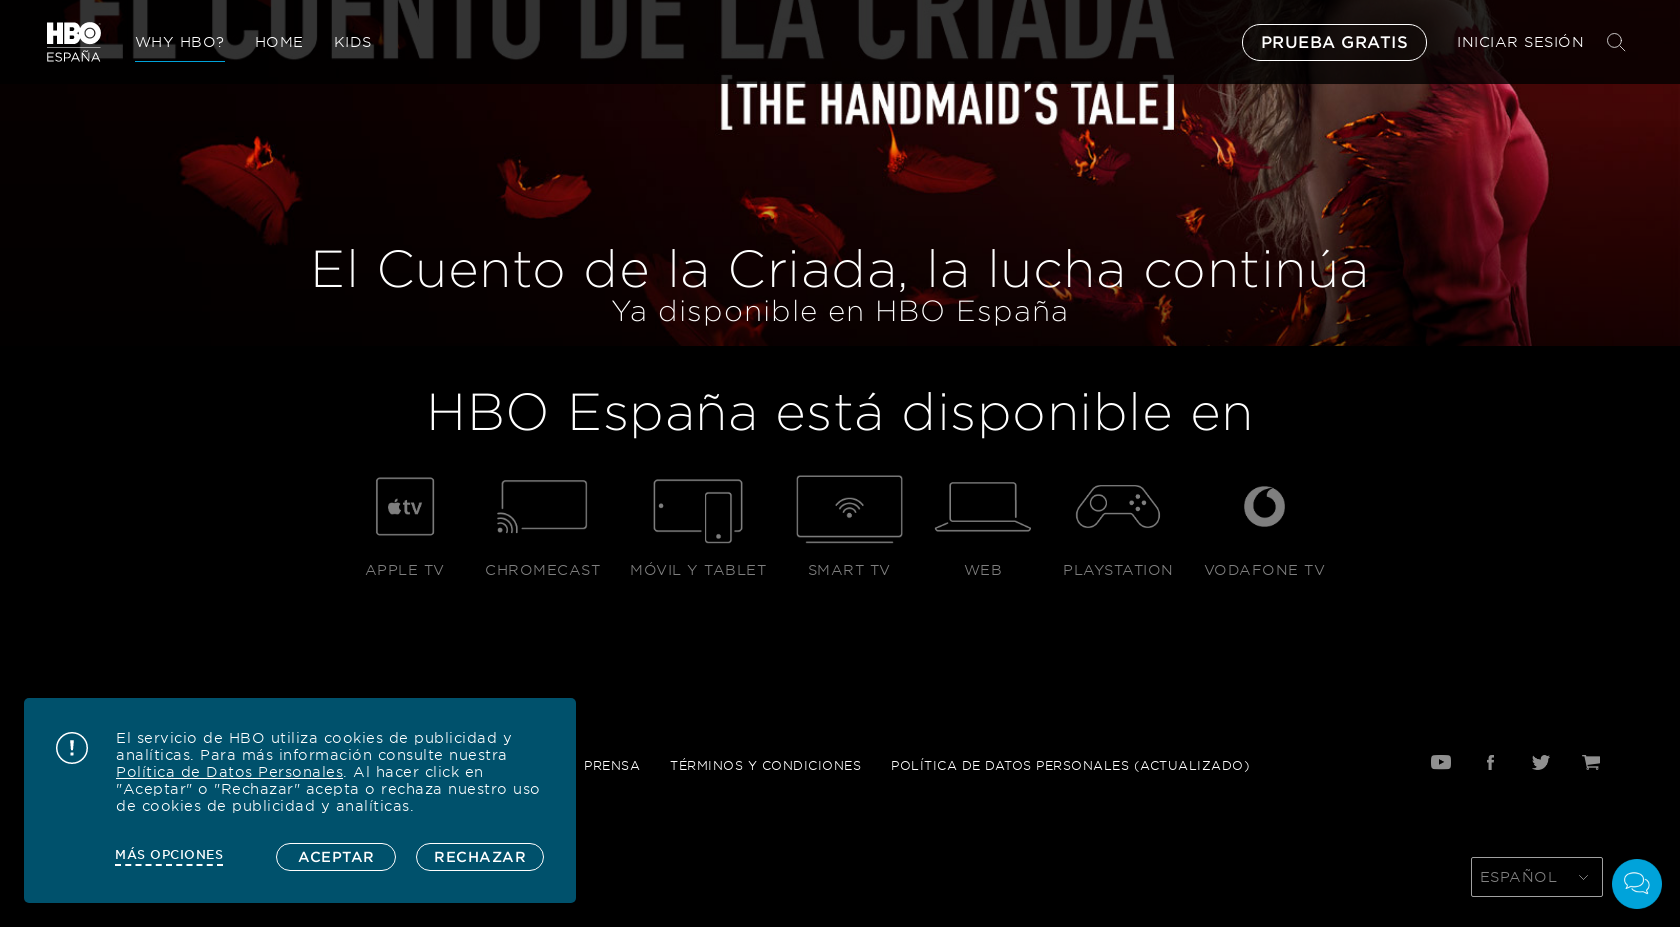 EL CUENTO DE LA CRIADA
HBO
ESPAÑA
WHY HBO?
HOME
KIDS
PRUEBA GRATIS
INICIAR SESIÓN
[THE HANDMAID'S TALE]
El Cuento de la Criada, la lucha continúa
Ya disponible en HBO España
HBO España está disponible en
tv
APPLE TV
CHROMECAST
MÓVIL Y TABLET
SMART TV
WEB
PLAYSTATION
VODAFONE TV
El servicio de HBO utiliza cookies de publicidad y
analíticas. Para más información consulte nuestra
Política de Datos Personales. Al hacer click en
"Aceptar" o "Rechazar" acepta o rechaza nuestro uso
de cookies de publicidad y analíticas.
MÁS OPCIONES
ACEPTAR
RECHAZAR
PRENSA
TÉRMINOS Y CONDICIONES
POLÍTICA DE DATOS PERSONALES (ACTUALIZADO)
ESPAÑOL